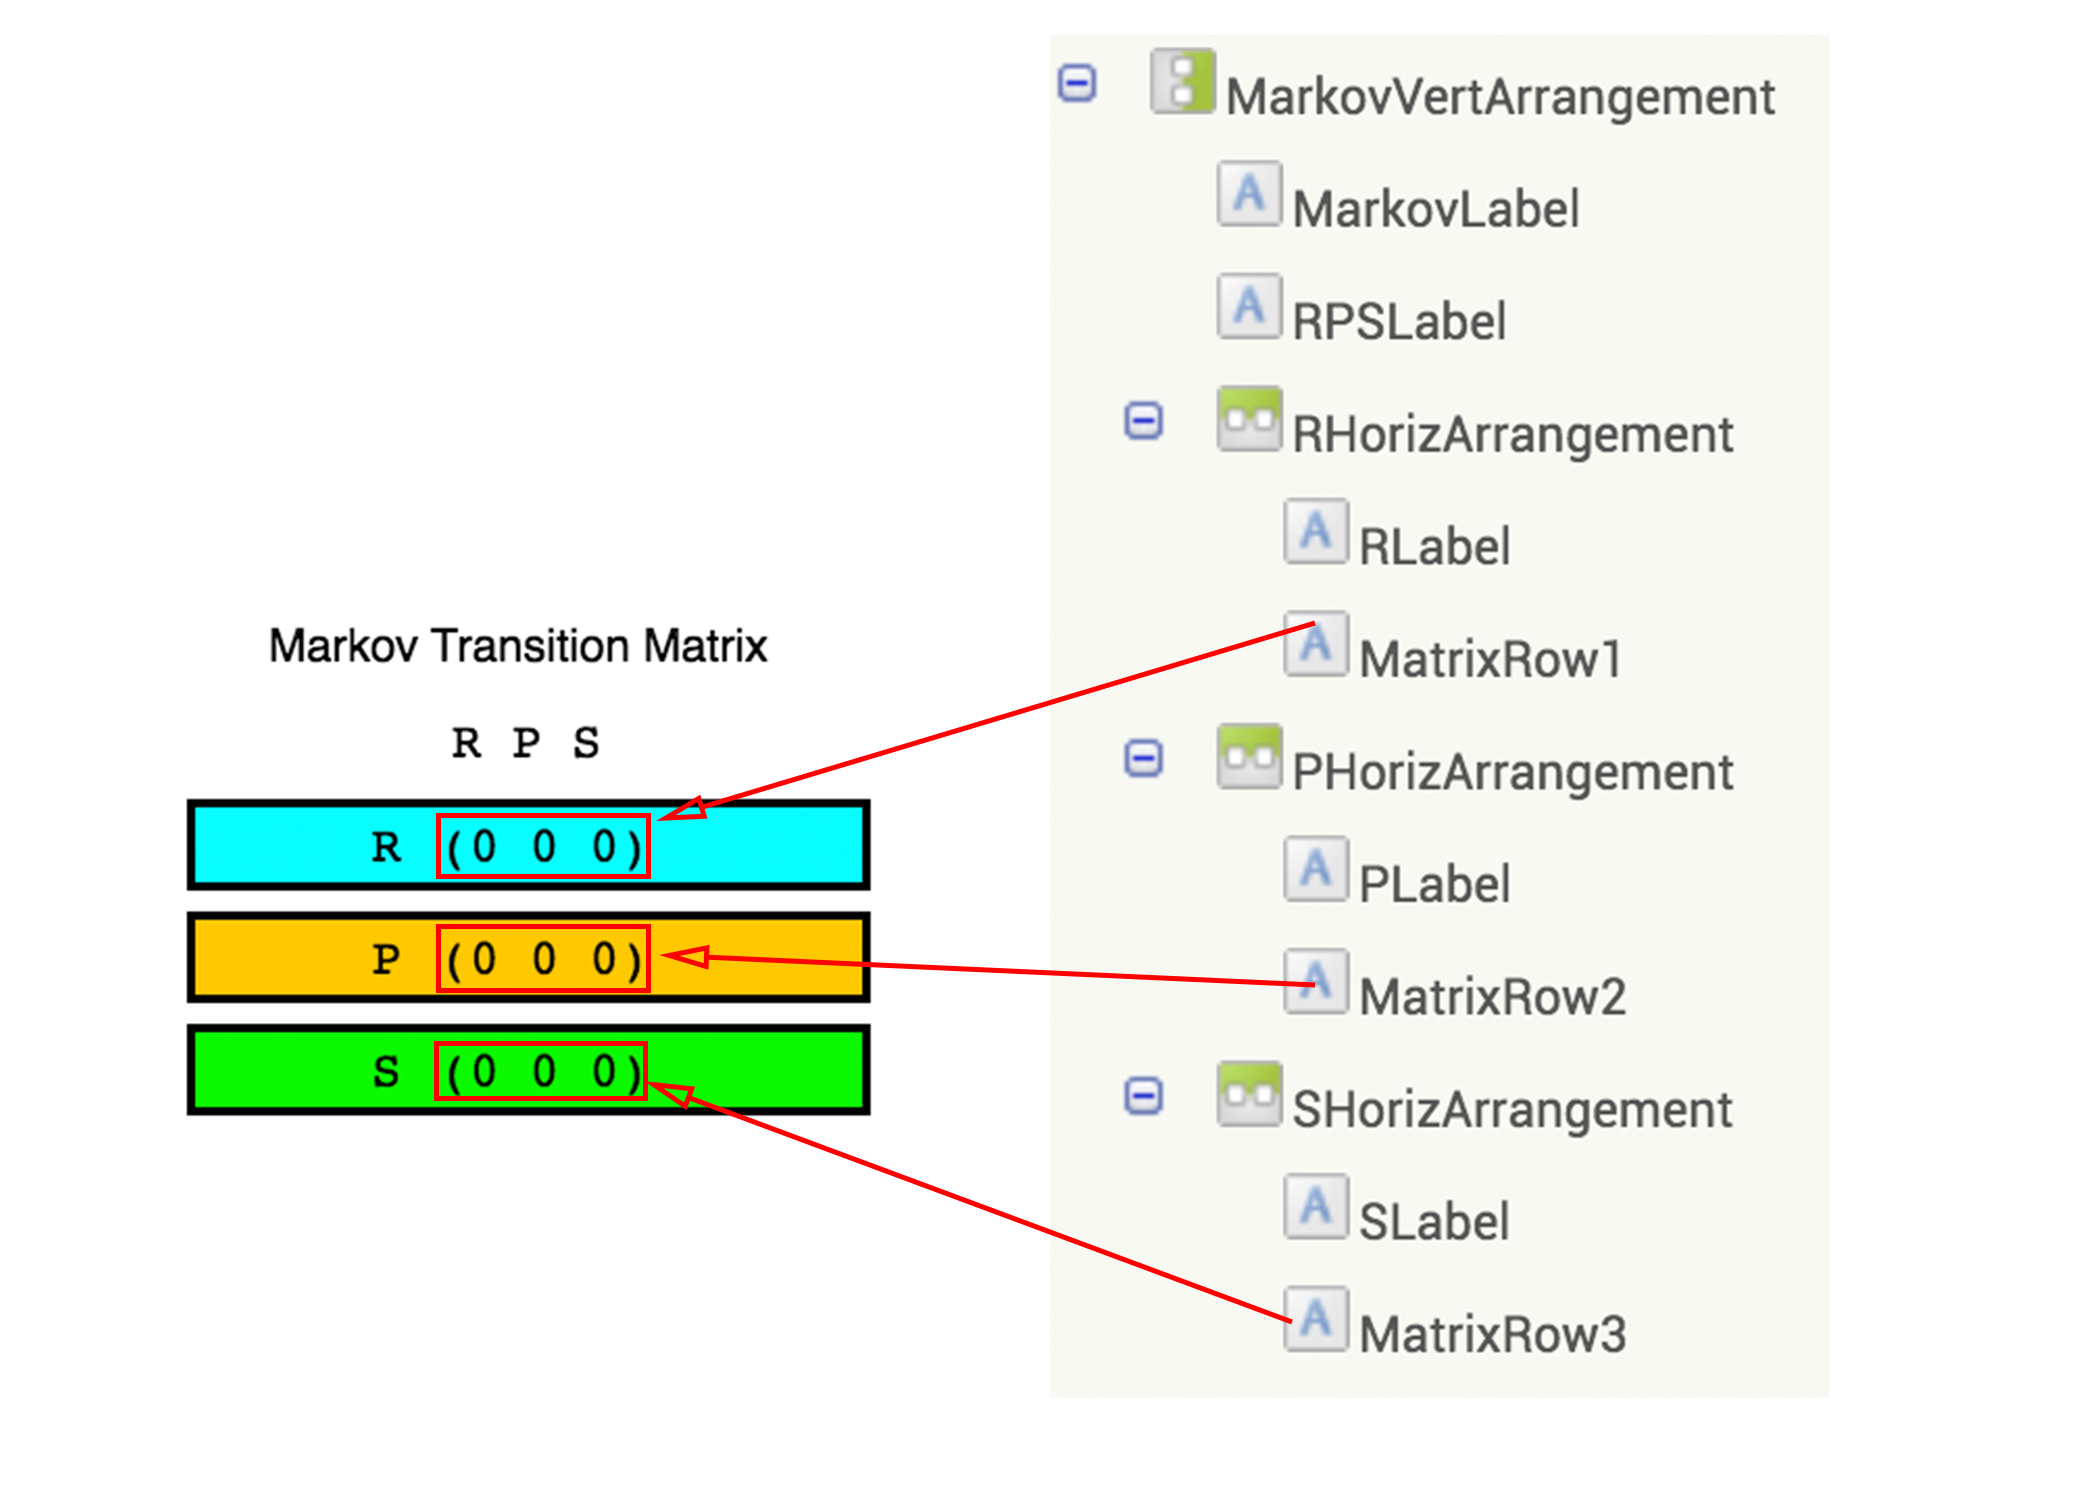 Markov Transition Matrix
R P S
R (0 0 0)
P (0 0 0)
S (0 0 0)
MarkovVertArrangement
A MarkovLabel
A RPSLabel
RHorizArrangement
A RLabel
A MatrixRow1
PHorizArrangement
A PLabel
A MatrixRow2
SHorizArrangement
A SLabel
A MatrixRow3